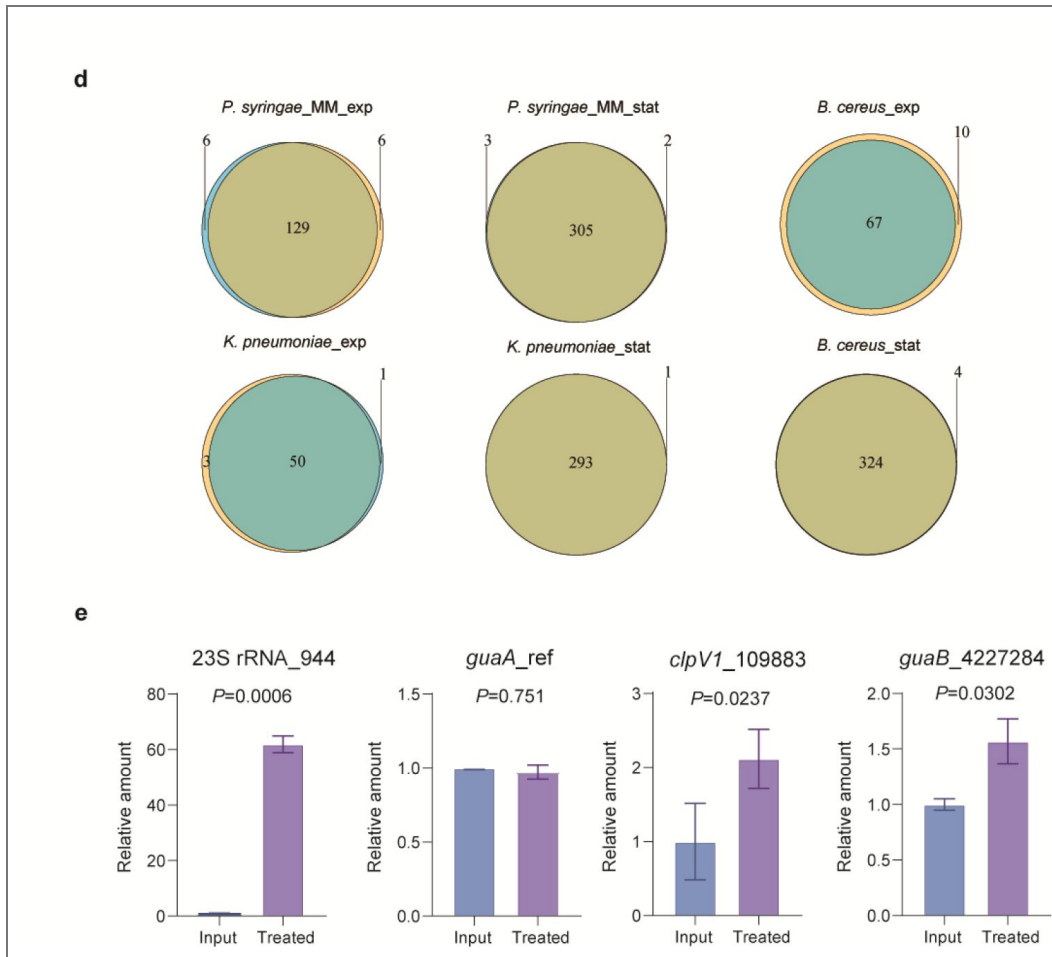 d
P. syringae_MM_exp
P. syringae_MM_stat
B. cereus_exp
6
6
3
2
10
129
305
67
K. pneumoniae_exp
K. pneumoniae_stat
B. cereus_stat
1
1
4
3
50
293
324
e
23S rRNA_944
P=0.0006
Relative amount
80
60
40
20
0
Input
Treated
guaA_ref
P=0.751
Relative amount
1.5
1.0
0.5
0.0
Input
Treated
clpV1_109883
P=0.0237
Relative amount
3
2
1
0
Input
Treated
guaB_4227284
P=0.0302
Relative amount
2.0
1.5
1.0
0.5
0.0
Input
Treated